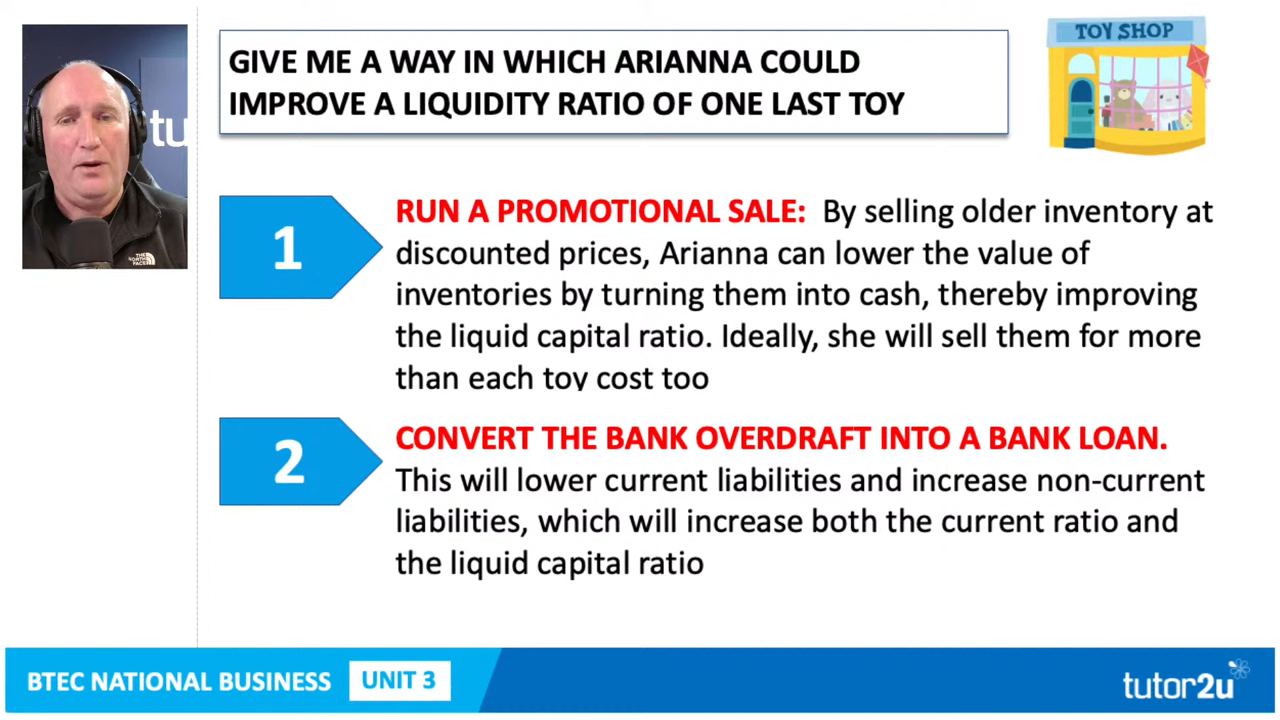 GIVE ME A WAY IN WHICH ARIANNA COULD
IMPROVE A LIQUIDITY RATIO OF ONE LAST TOY
TOY SHOP
tu
THE
NORTH
FACE
1
RUN A PROMOTIONAL SALE: By selling older inventory at
discounted prices, Arianna can lower the value of
inventories by turning them into cash, thereby improving
the liquid capital ratio. Ideally, she will sell them for more
than each toy cost too
2
CONVERT THE BANK OVERDRAFT INTO A BANK LOAN.
This will lower current liabilities and increase non-current
liabilities, which will increase both the current ratio and
the liquid capital ratio
BTEC NATIONAL BUSINESS
UNIT 3
tutor2u